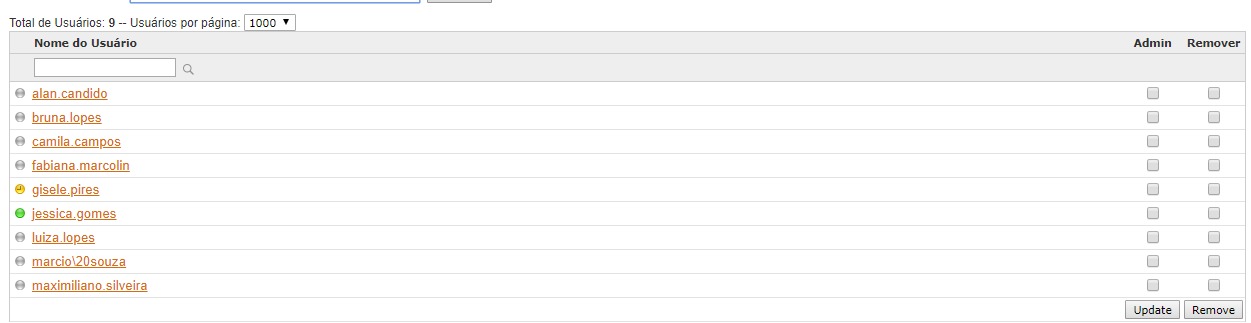 Total de Usuários: 9 -- Usuários por página: 1000
Nome do Usuário Admin Remover
alan.candido
bruna.lopes
camila.campos
fabiana.marcolin
gisele.pires
jessica.gomes
luiza.lopes
marcio\20souza
maximiliano.silveira
Update Remove